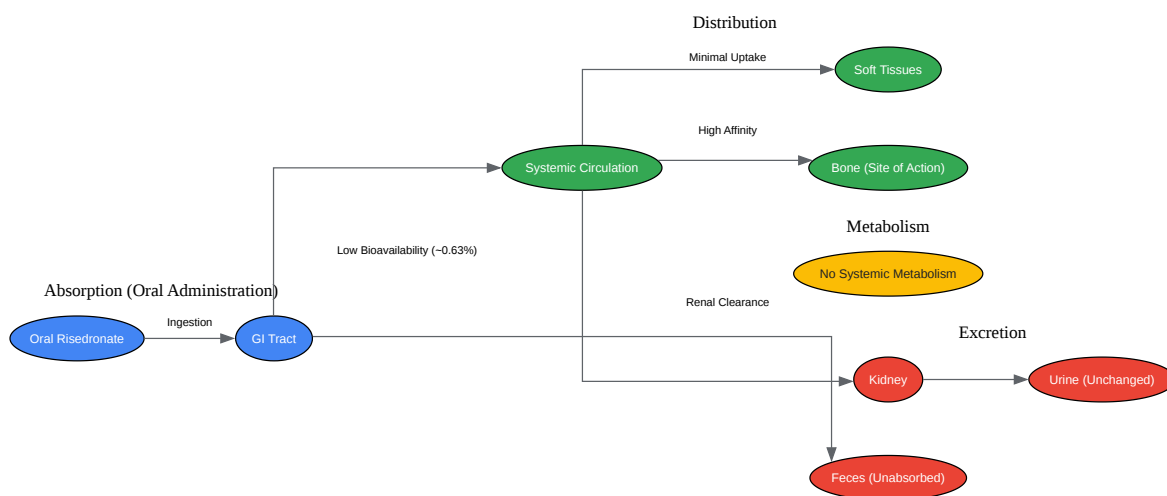 Distribution
Minimal Uptake
Soft Tissues
High Affinity
Systemic Circulation
Bone (Site of Action)
Metabolism
Low Bioavailability (~0.63%)
No Systemic Metabolism
Absorption (Oral Administration)
Renal Clearance
Ingestion
Excretion
Oral Risedronate
GI Tract
Kidney
Urine (Unchanged)
Feces (Unabsorbed)